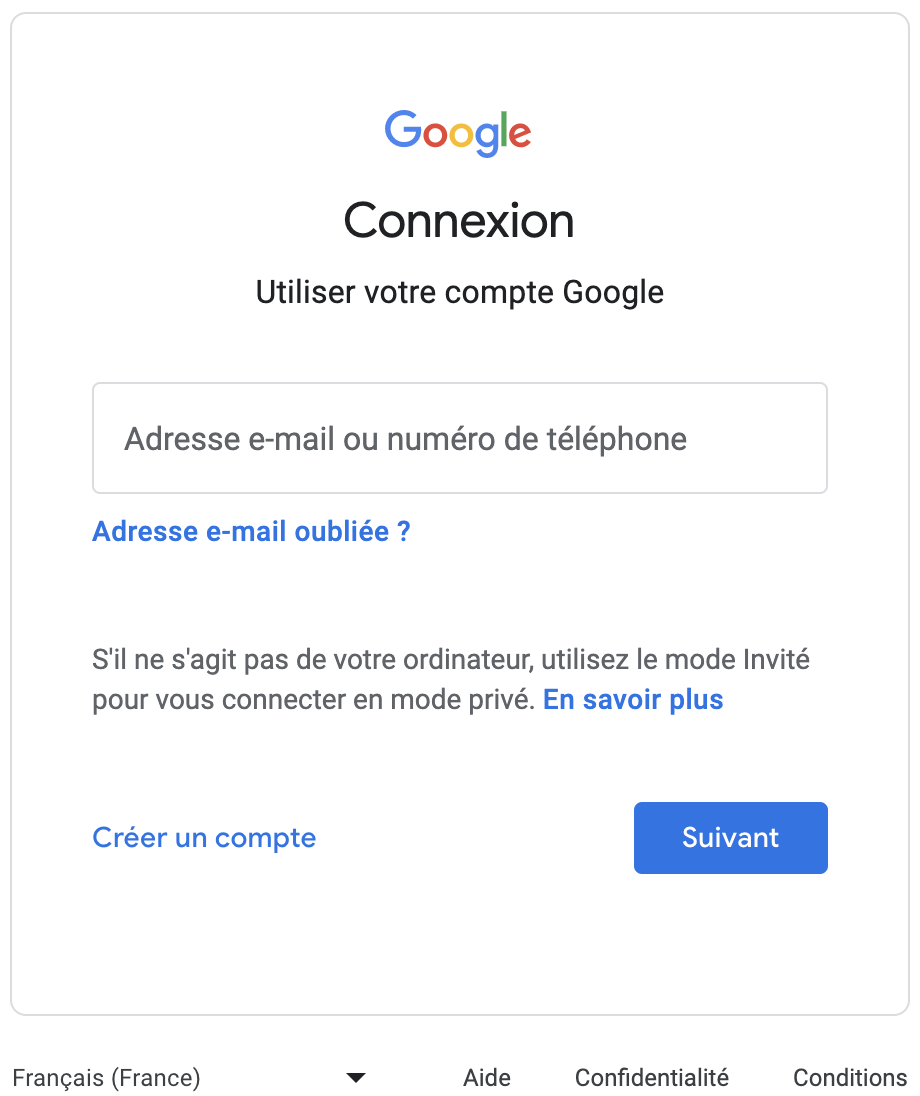 Google
Connexion
Utiliser votre compte Google
Adresse e-mail ou numéro de téléphone
Adresse e-mail oubliée ?
S'il ne s'agit pas de votre ordinateur, utilisez le mode Invité
pour vous connecter en mode privé. En savoir plus
Créer un compte
Suivant
Français (France)
Aide
Confidentialité
Conditions